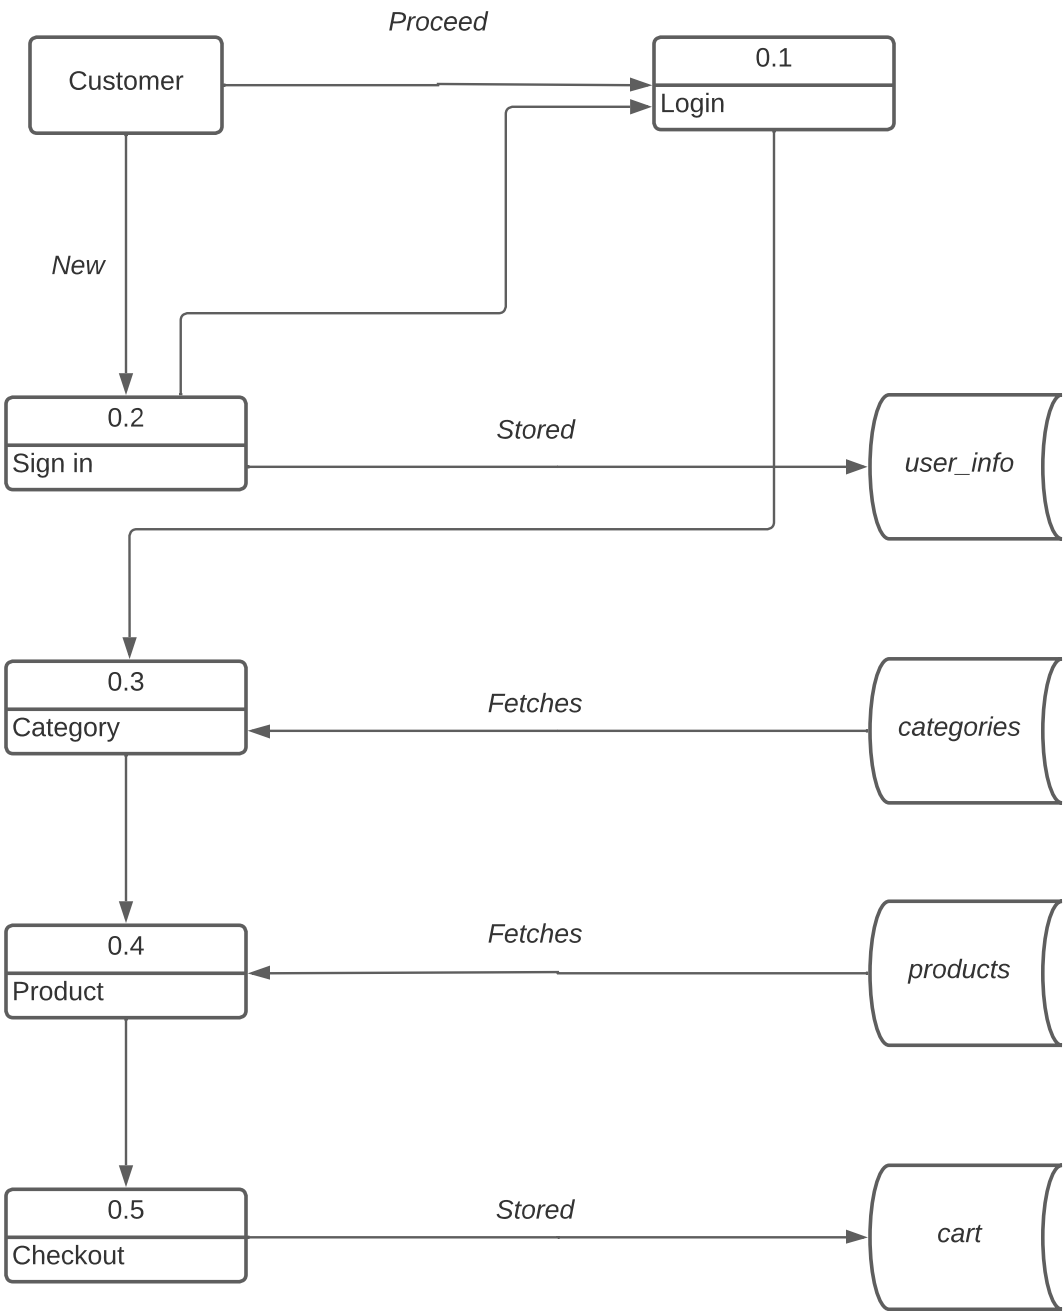 Proceed
Customer
0.1
Login
New
0.2
Sign in
Stored
user_info
0.3
Category
Fetches
categories
0.4
Product
Fetches
products
0.5
Checkout
Stored
cart